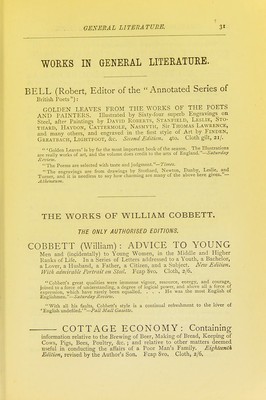 GENERAL LITERATURE. 31
WORKS IN GENERAL LITERATURE.
BELL (Robert, Editor of the “Annotated Series of
British Poets”):
GOLDEN LEAVES FROM THE WORKS OF THE POETS
AND PAINTERS. Illustrated by Sixty-four superb Engravings on
Steel, after Paintings by DAVID ROBERTS, STANFIELD, LESLIE, STO-
THARD, HAYDON, CATTERMOLE, NASMYTH, SIR THOMAS LAWRENCE,
and many others, and engraved in the first style of Art by FINDEN,
GREATBACH, LIGHTFOOT, &c. Second Edition. 4to. Cloth gilt, 21/.
“‘Golden Leaves’ is by far the most important book of the season. The Illustrations
are really works of art, and the volume does credit to the arts of England.”—Saturday
Review.
“The Poems are selected with taste and judgment.”—Times.
“The engravings are from drawings by Stothard, Newton, Danby, Leslie, and
Turner, and it is needless to say how charming are many of the above here given.”—
Athenæum.
THE WORKS OF WILLIAM COBBETT.
THE ONLY AUTHORISED EDITIONS.
COBBETT (William): ADVICE TO YOUNG
Men and (incidentally) to Young Women, in the Middle and Higher
Ranks of Life. In a Series of Letters addressed to a Youth, a Bachelor,
a Lover, a Husband, a Father, a Citizen, and a Subject. New Edition.
With admirable Portrait on Steel. Fcap 8vo. Cloth, 2/6.
“Cobbett's great qualities were immense vigour, resource, energy, and courage,
joined to a force of understanding, a degree of logical power, and above all a force of
expression, which have rarely been equalled. . . . He was the most English of
Englishmen.”—Saturday Review.
“With all his faults, Cobbett's style is a continual refreshment to the lover of
“English undefiled.””—Pall Mall Gazette.
COTTAGE ECONOMY: Containing
information relative to the Brewing of Beer, Making of Bread, Keeping of
Cows, Pigs, Bees, Poultry, &c.; and relative to other matters deemed
useful in conducting the affairs of a Poor Man's Family. Eighteenth
Edition, revised by the Author's Son. Fcap 8vo. Cloth, 2/6.